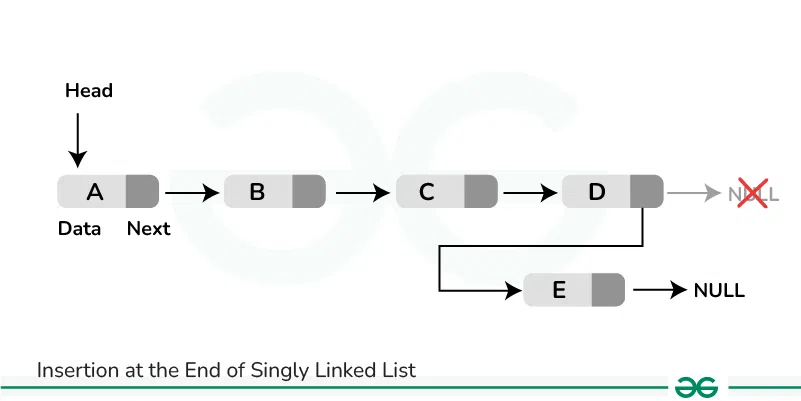 Head
A B C D NULL
Data Next
E NULL
Insertion at the End of Singly Linked List